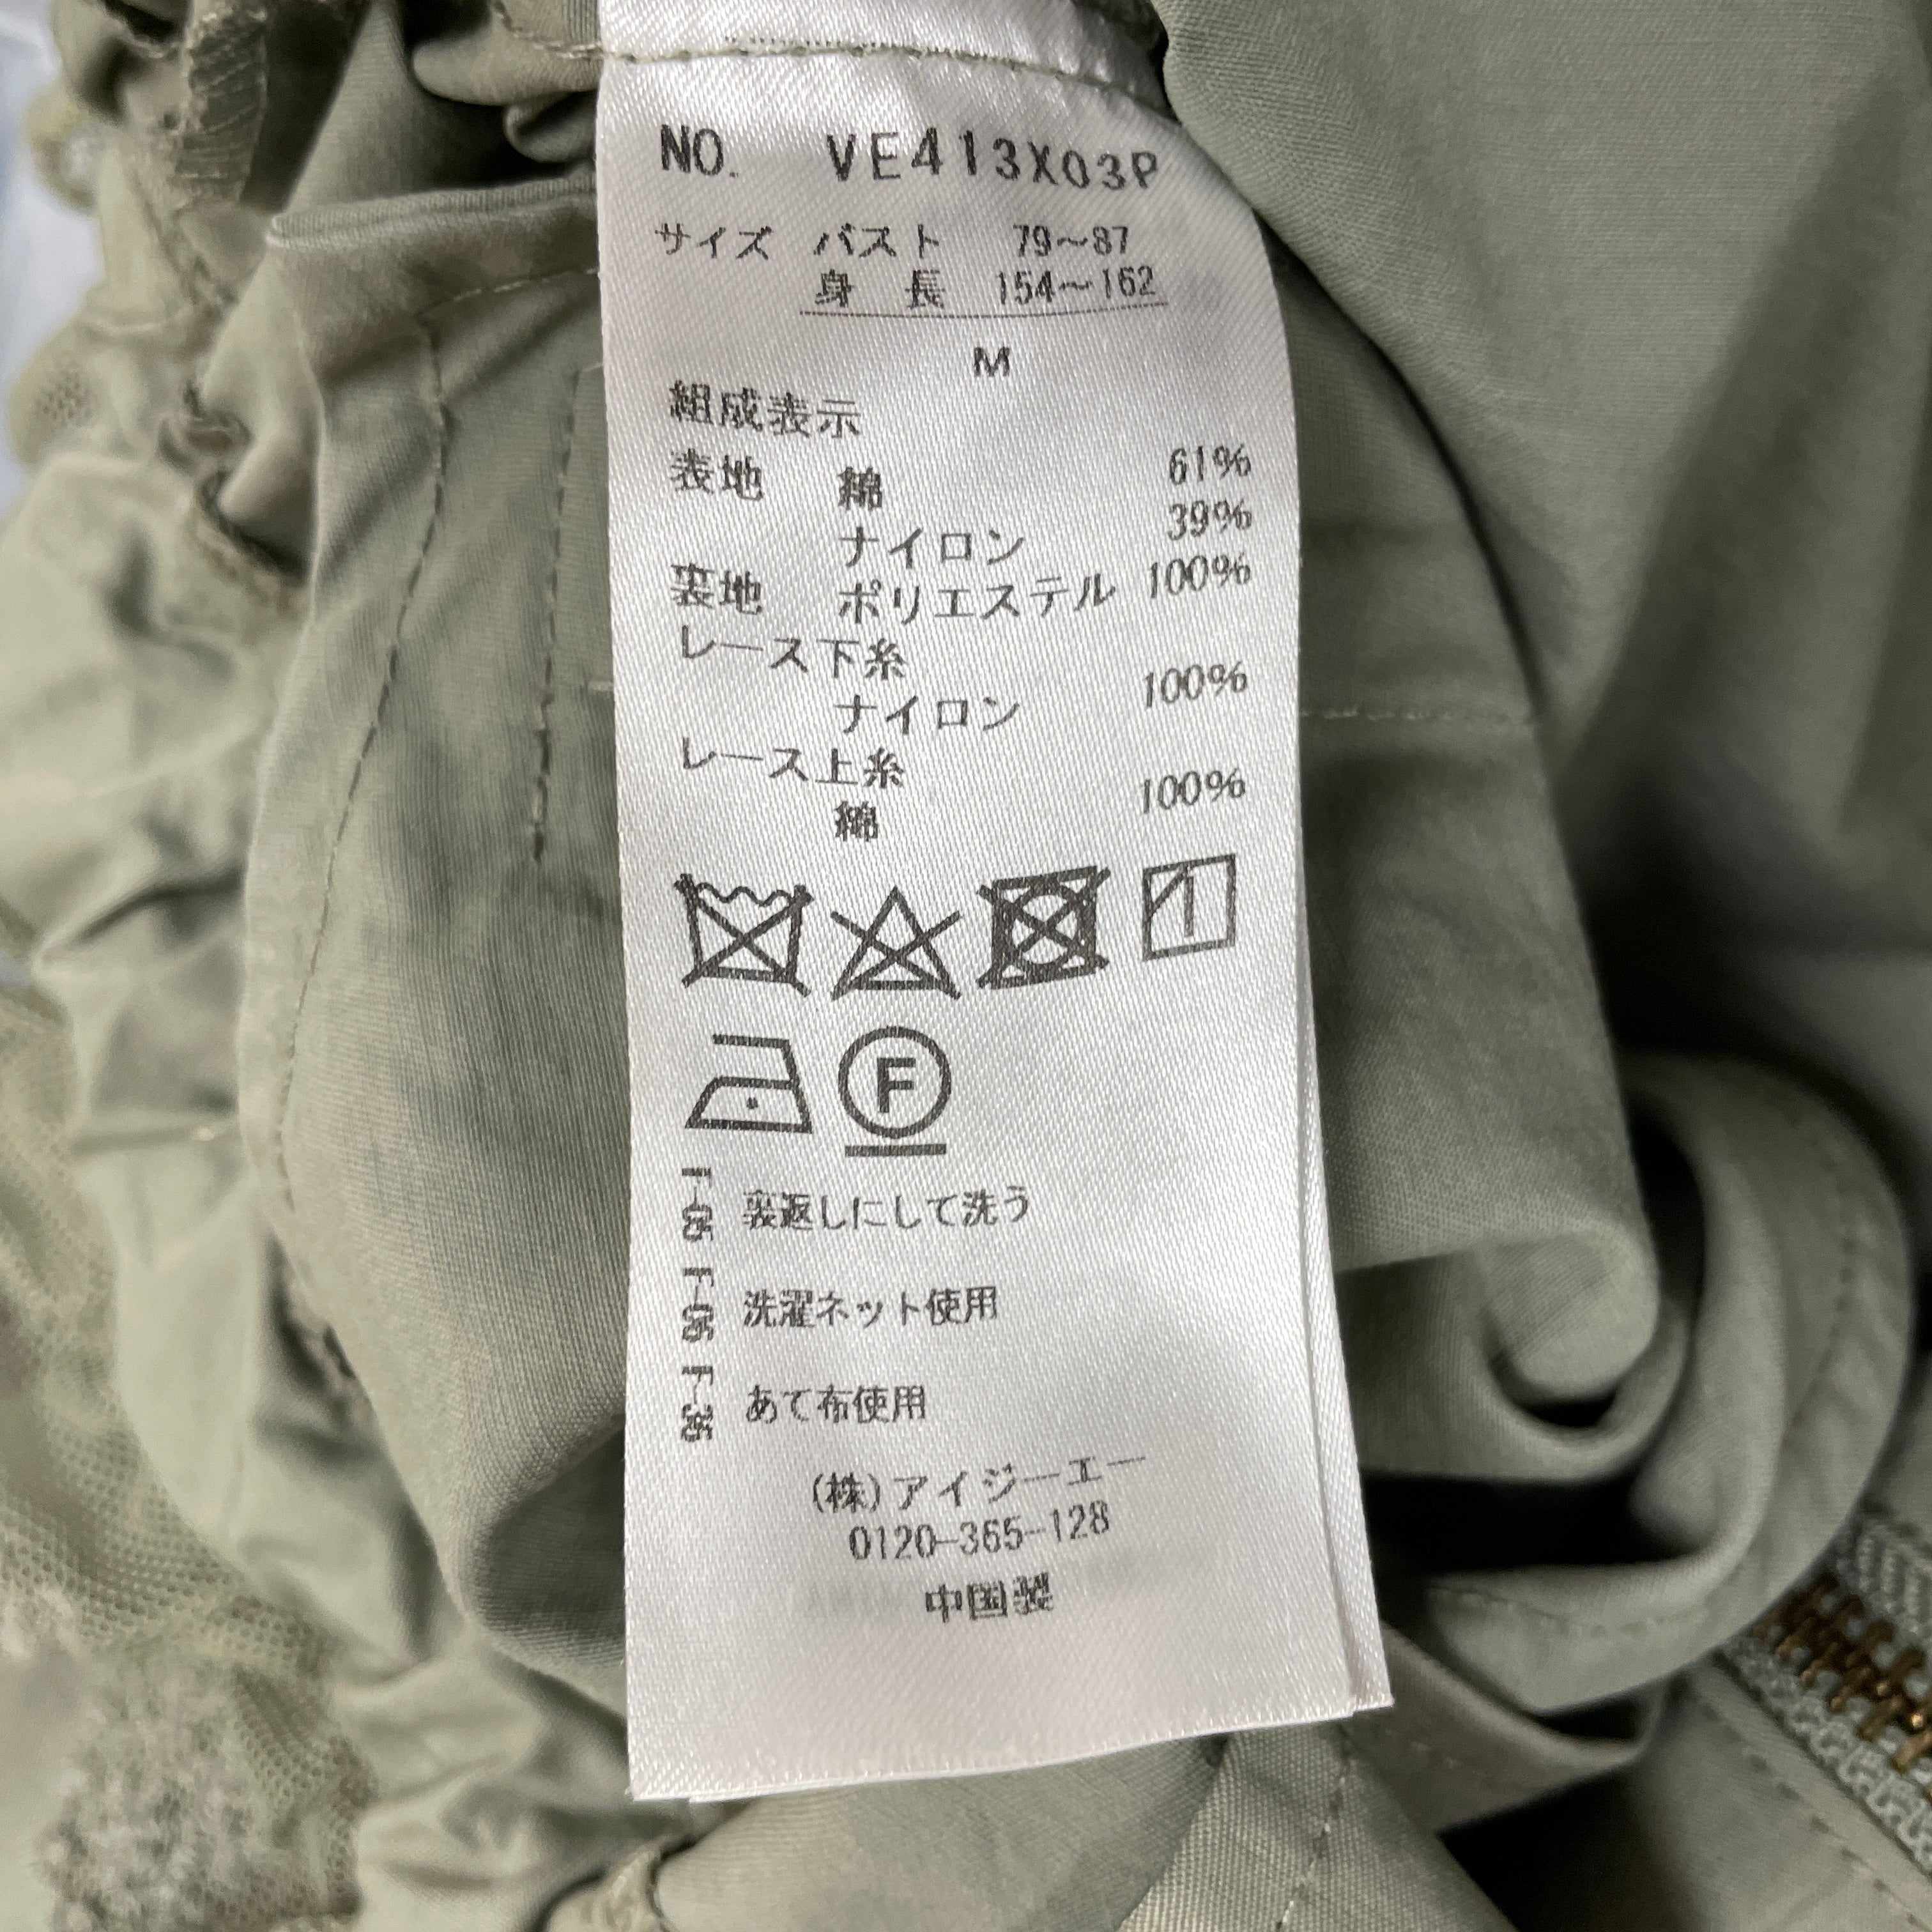 NO. VE413X03P
サイズ バスト 79～87
身 長 154～162
M
組成表示
表地 綿 61%
ナイロン 39%
裏地 ポリエステル 100%
レース下糸
ナイロン 100%
レース上糸
綿 100%
F
F-05 裏返しにして洗う
F-06 洗濯ネット使用
F-35 あて布使用
(株)アイジーエー
0120-365-128
中国製